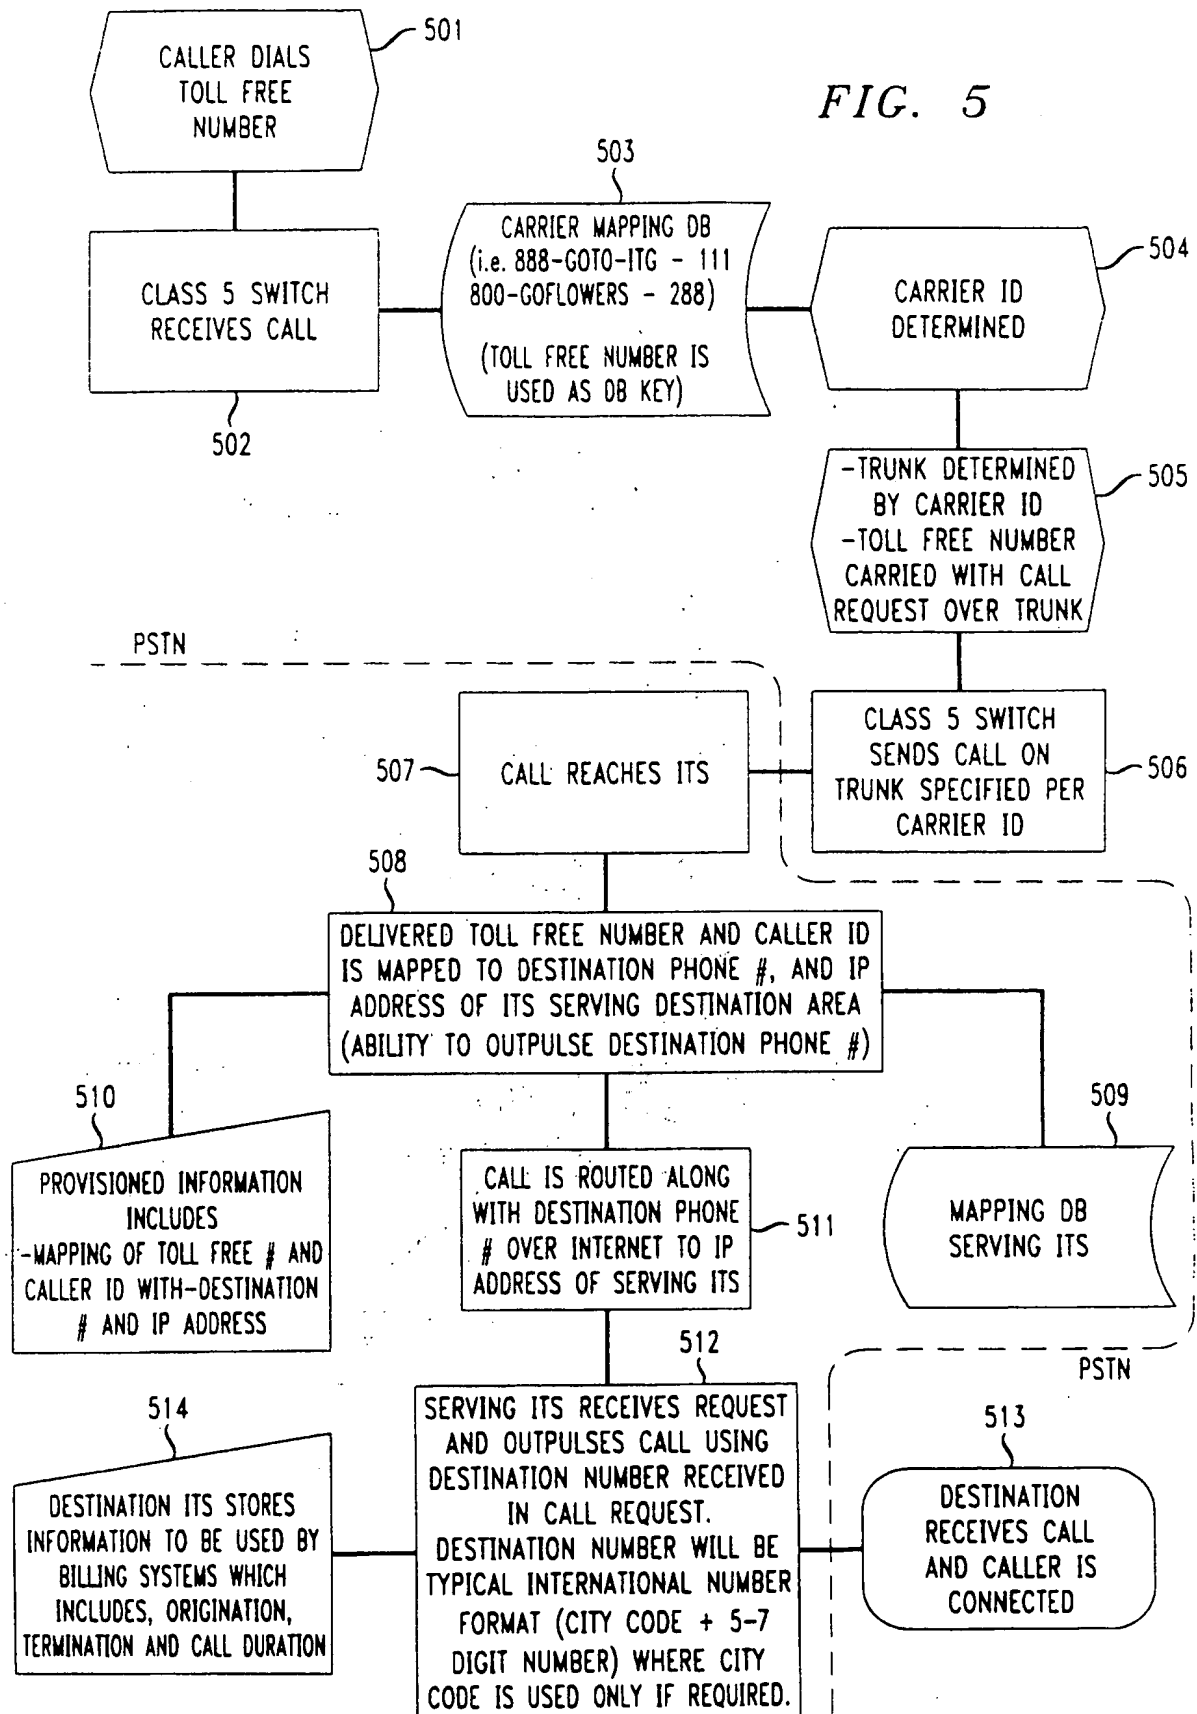 FIG. 5
501
CALLER DIALS
TOLL FREE
NUMBER
CLASS 5 SWITCH
RECEIVES CALL
502
503
CARRIER MAPPING DB
(i.e. 888-GOTO-ITG - 111
800-GOFLOWERS - 288)
(TOLL FREE NUMBER IS
USED AS DB KEY)
504
CARRIER ID
DETERMINED
505
-TRUNK DETERMINED
BY CARRIER ID
-TOLL FREE NUMBER
CARRIED WITH CALL
REQUEST OVER TRUNK
PSTN
CLASS 5 SWITCH
SENDS CALL ON
TRUNK SPECIFIED PER
CARRIER ID
506
507
CALL REACHES ITS
508
DELIVERED TOLL FREE NUMBER AND CALLER ID
IS MAPPED TO DESTINATION PHONE #, AND IP
ADDRESS OF ITS SERVING DESTINATION AREA
(ABILITY TO OUTPULSE DESTINATION PHONE #)
510
PROVISIONED INFORMATION
INCLUDES
-MAPPING OF TOLL FREE # AND
CALLER ID WITH-DESTINATION
# AND IP ADDRESS
CALL IS ROUTED ALONG
WITH DESTINATION PHONE
# OVER INTERNET TO IP
ADDRESS OF SERVING ITS
511
509
MAPPING DB
SERVING ITS
PSTN
514
DESTINATION ITS STORES
INFORMATION TO BE USED BY
BILLING SYSTEMS WHICH
INCLUDES, ORIGINATION,
TERMINATION AND CALL DURATION
512
SERVING ITS RECEIVES REQUEST
AND OUTPULSES CALL USING
DESTINATION NUMBER RECEIVED
IN CALL REQUEST.
DESTINATION NUMBER WILL BE
TYPICAL INTERNATIONAL NUMBER
FORMAT (CITY CODE + 5-7
DIGIT NUMBER) WHERE CITY
CODE IS USED ONLY IF REQUIRED.
513
DESTINATION
RECEIVES CALL
AND CALLER IS
CONNECTED